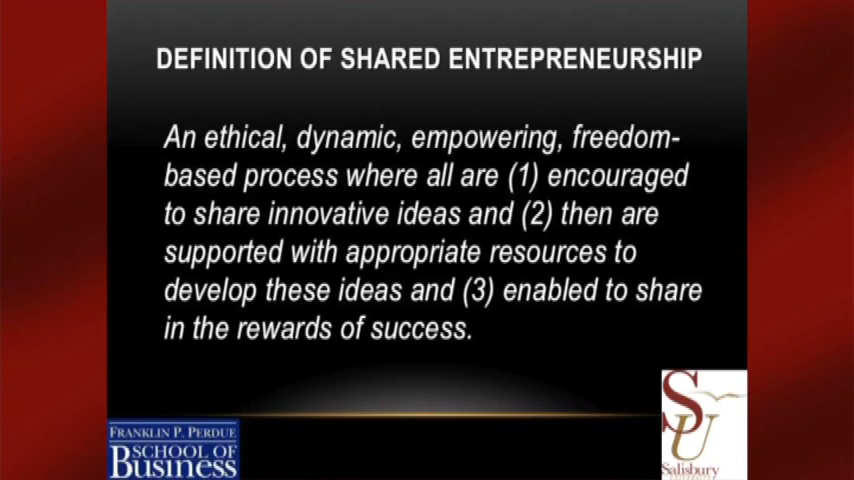 DEFINITION OF SHARED ENTREPRENEURSHIP
An ethical, dynamic, empowering, freedom-
based process where all are (1) encouraged
to share innovative ideas and (2) then are
supported with appropriate resources to
develop these ideas and (3) enabled to share
in the rewards of success.
FRANKLIN P. PERDUE
SCHOOL OF
BUSINESS
SU
Salisbury